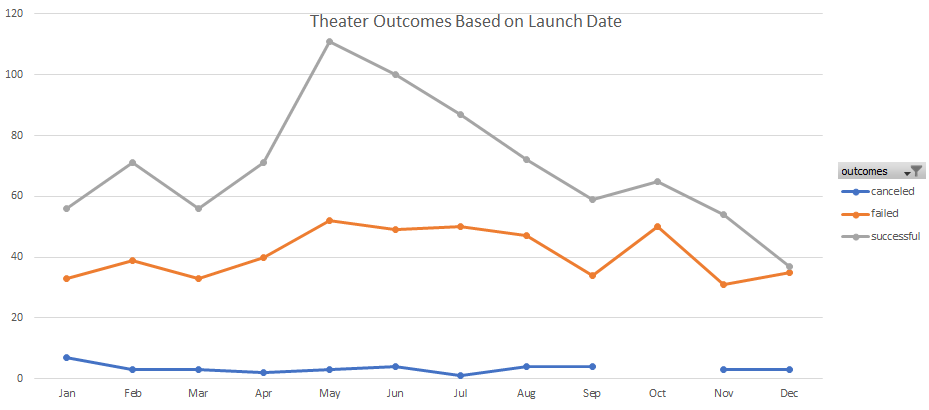 Theater Outcomes Based on Launch Date
120
100
80
60
40
20
0
Jan Feb Mar Apr May Jun Jul Aug Sep Oct Nov Dec
outcomes
canceled
failed
successful